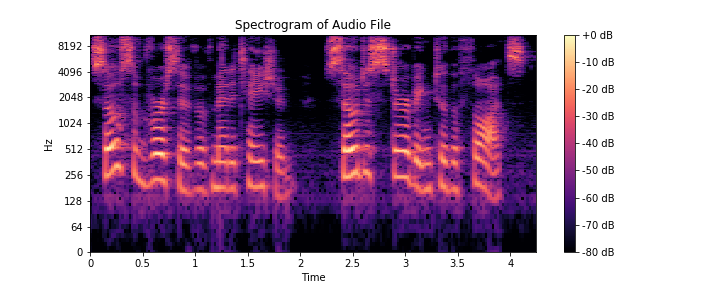 Spectrogram of Audio File
8192
4096
2048
1024
512
256
128
64
0
Hz
0
0.5
1
1.5
2
2.5
3
3.5
4
Time
+0 dB
-10 dB
-20 dB
-30 dB
-40 dB
-50 dB
-60 dB
-70 dB
-80 dB